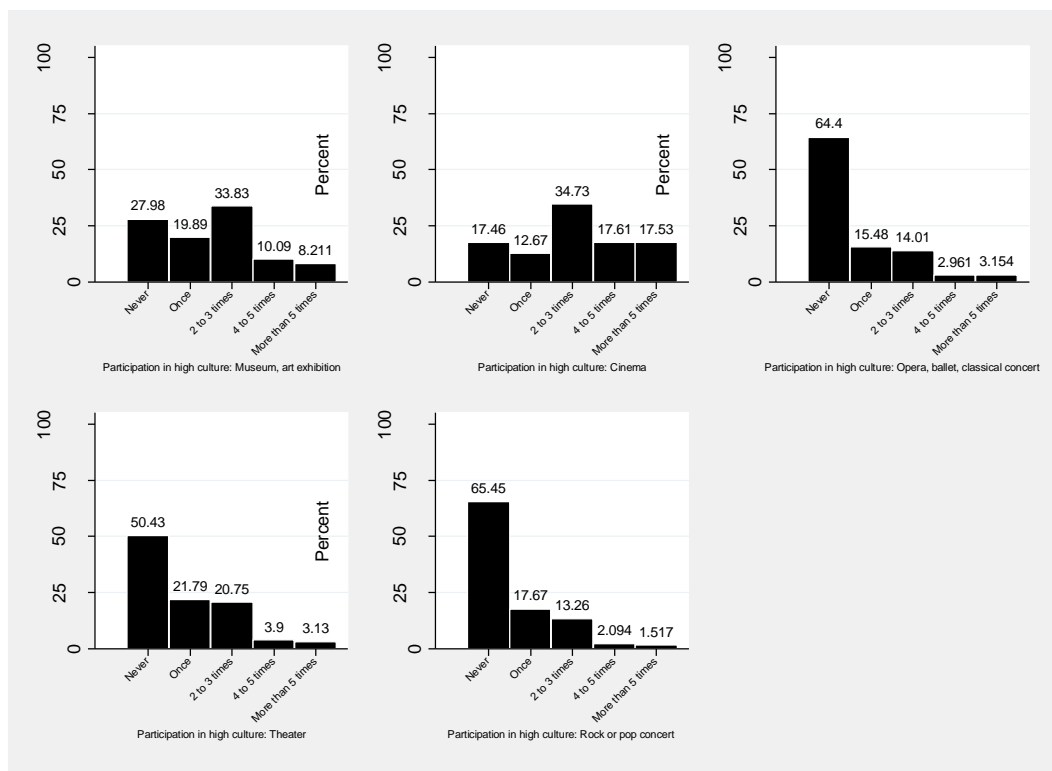 100
75
50
25
0
Percent
27.98
19.89
33.83
10.09
8.211
Never
Once
2 to 3 times
4 to 5 times
More than 5 times
Participation in high culture: Museum, art exhibition
100
75
50
25
0
Percent
17.46
12.67
34.73
17.61
17.53
Never
Once
2 to 3 times
4 to 5 times
More than 5 times
Participation in high culture: Cinema
100
75
50
25
0
64.4
15.48
14.01
2.961
3.154
Never
Once
2 to 3 times
4 to 5 times
More than 5 times
Participation in high culture: Opera, ballet, classical concert
100
75
50
25
0
Percent
50.43
21.79
20.75
3.9
3.13
Never
Once
2 to 3 times
4 to 5 times
More than 5 times
Participation in high culture: Theater
100
75
50
25
0
65.45
17.67
13.26
2.094
1.517
Never
Once
2 to 3 times
4 to 5 times
More than 5 times
Participation in high culture: Rock or pop concert